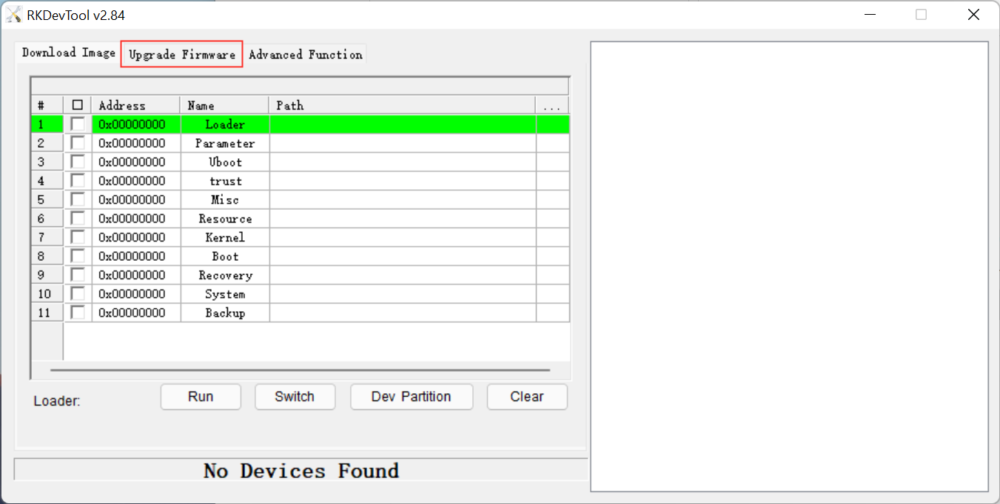 RKDevTool v2.84
Download Image Upgrade Firmware Advanced Function
# Address Name Path ...
1 0x00000000 Loader
2 0x00000000 Parameter
3 0x00000000 Uboot
4 0x00000000 trust
5 0x00000000 Misc
6 0x00000000 Resource
7 0x00000000 Kernel
8 0x00000000 Boot
9 0x00000000 Recovery
10 0x00000000 System
11 0x00000000 Backup
Loader: Run Switch Dev Partition Clear
No Devices Found